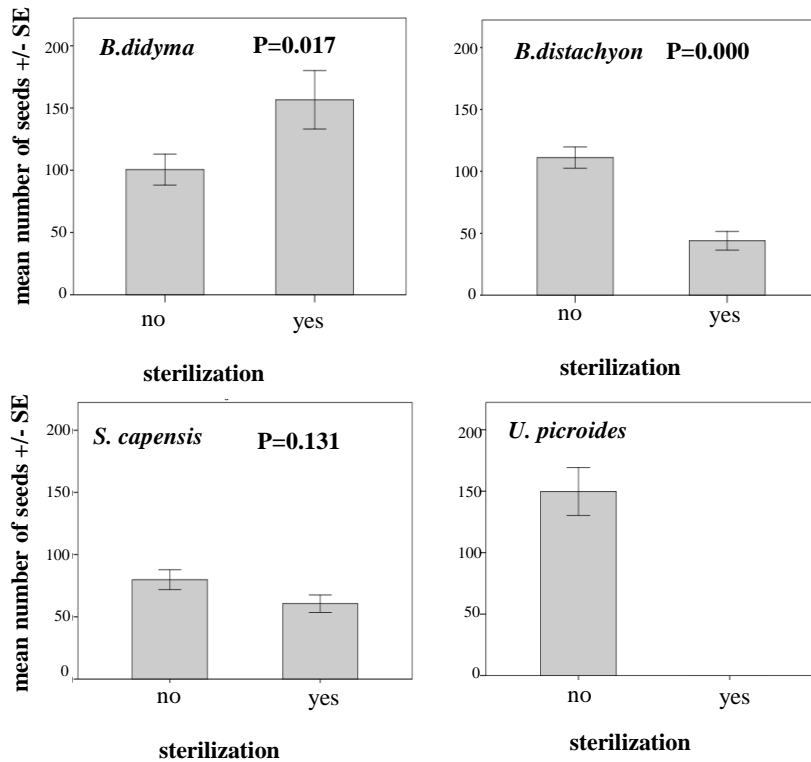 B.didyma P=0.017
mean number of seeds +/- SE
200
150
100
50
0
no yes
sterilization
B.distachyon P=0.000
200
150
100
50
0
no yes
sterilization
S. capensis P=0.131
mean number of seeds +/- SE
200
150
100
50
0
no yes
sterilization
U. picroides
200
150
100
50
0
no yes
sterilization